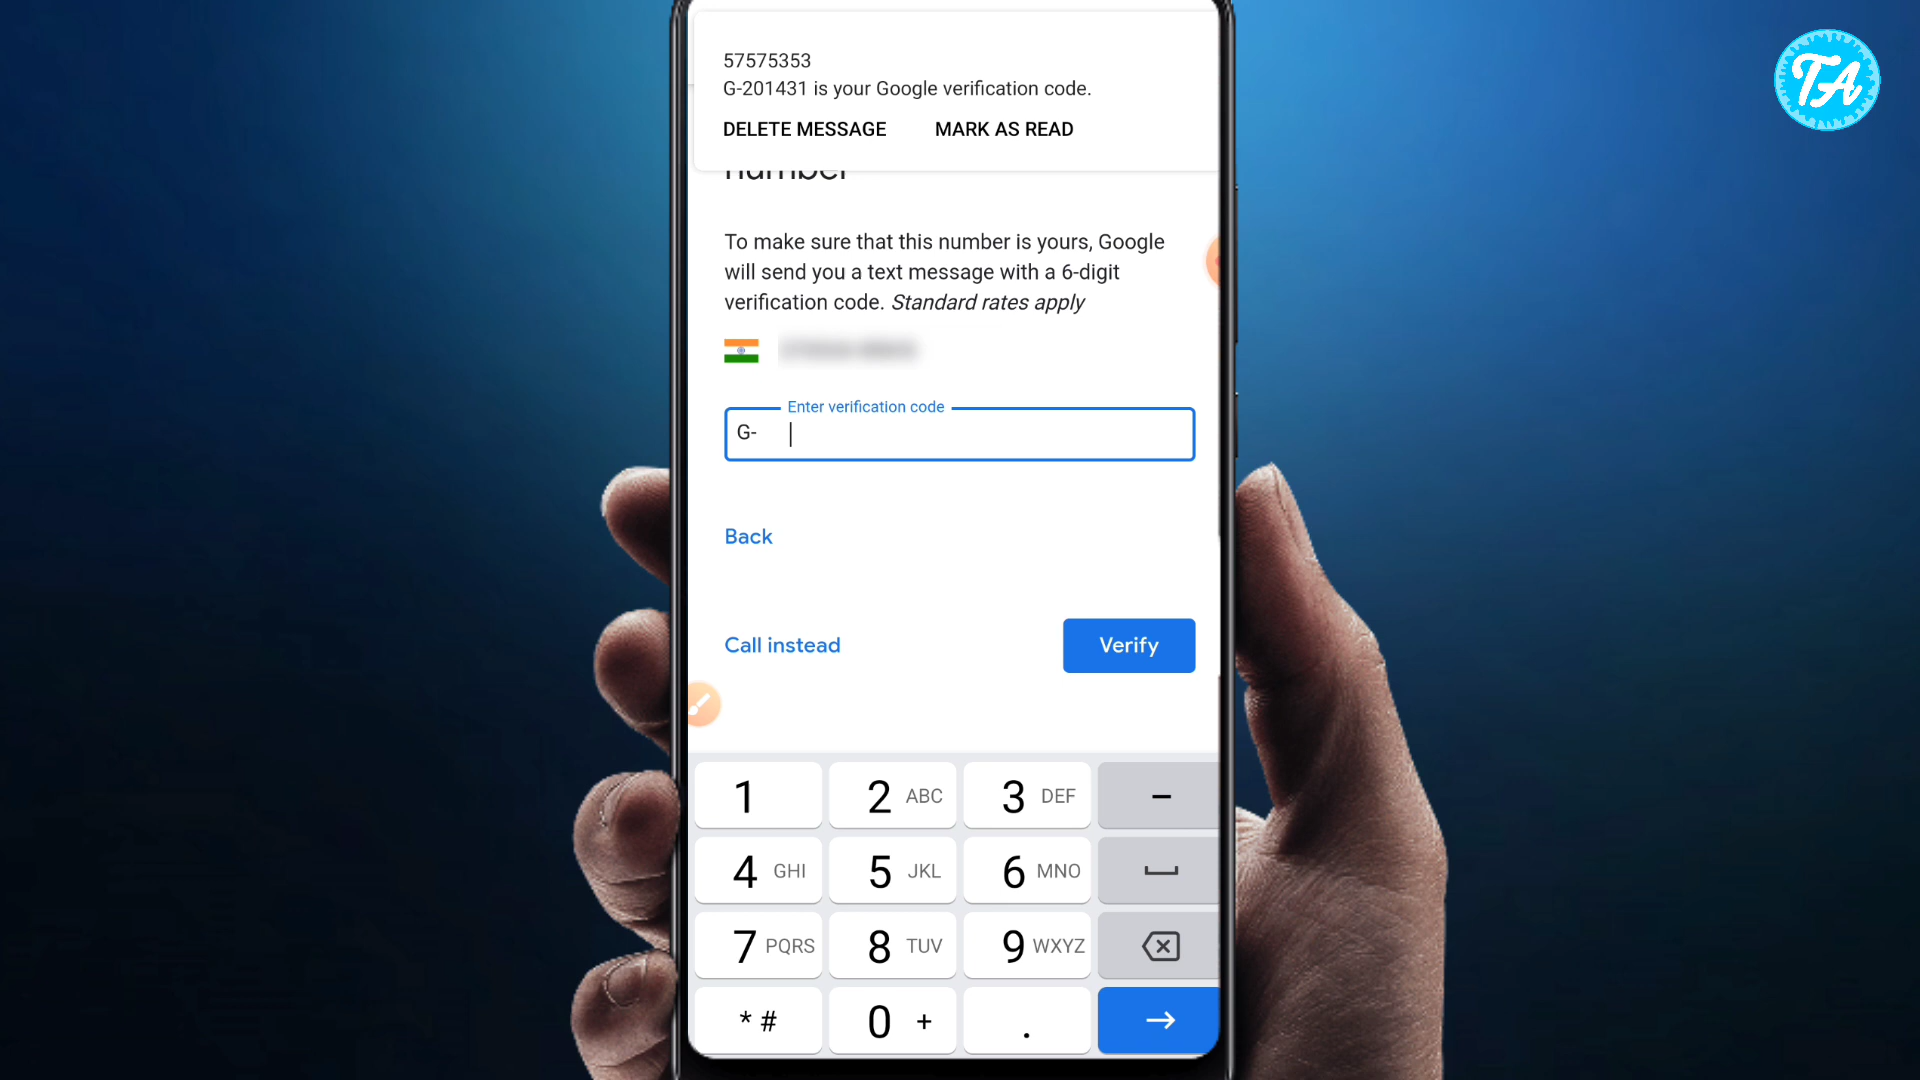 57575353
G-201431 is your Google verification code.
DELETE MESSAGE MARK AS READ
number
To make sure that this number is yours, Google
will send you a text message with a 6-digit
verification code. Standard rates apply
Enter verification code
G-
Back
Call instead
Verify
1 2 ABC 3 DEF –
4 GHI 5 JKL 6 MNO
7 PQRS 8 TUV 9 WXYZ
* # 0 + .
TA